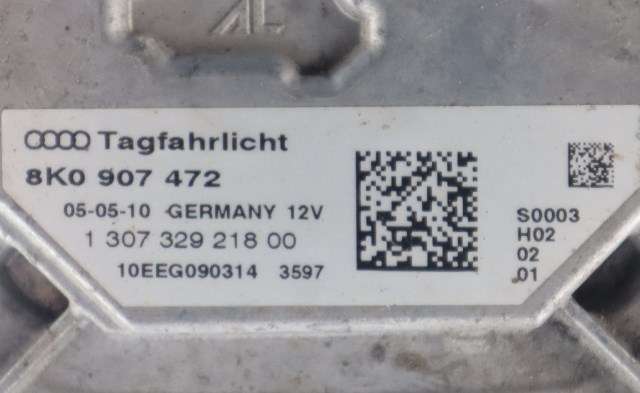 Tagfahrlicht
8K0 907 472
05-05-10 GERMANY 12V
1 307 329 218 00
10EEG090314 3597
S0003
H02
02
01
AL